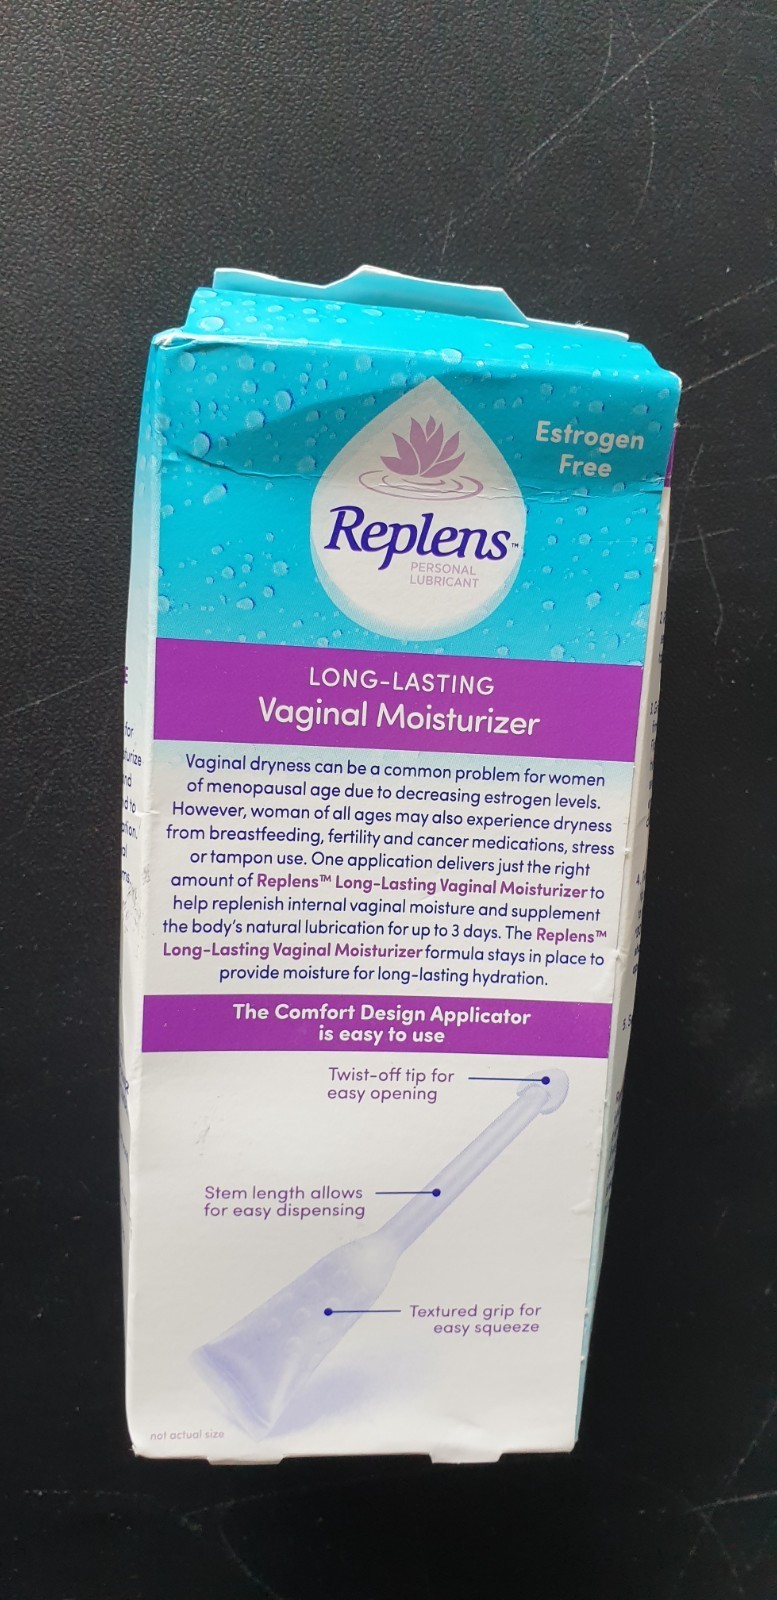 Estrogen
Free
Replens™
PERSONAL
LUBRICANT
LONG-LASTING
Vaginal Moisturizer
Vaginal dryness can be a common problem for women
of menopausal age due to decreasing estrogen levels.
However, woman of all ages may also experience dryness
from breastfeeding, fertility and cancer medications, stress
or tampon use. One application delivers just the right
amount of Replens™ Long-Lasting Vaginal Moisturizer to
help replenish internal vaginal moisture and supplement
the body's natural lubrication for up to 3 days. The Replens™
Long-Lasting Vaginal Moisturizer formula stays in place to
provide moisture for long-lasting hydration.
The Comfort Design Applicator
is easy to use
Twist-off tip for
easy opening
Stem length allows
for easy dispensing
Textured grip for
easy squeeze
not actual size